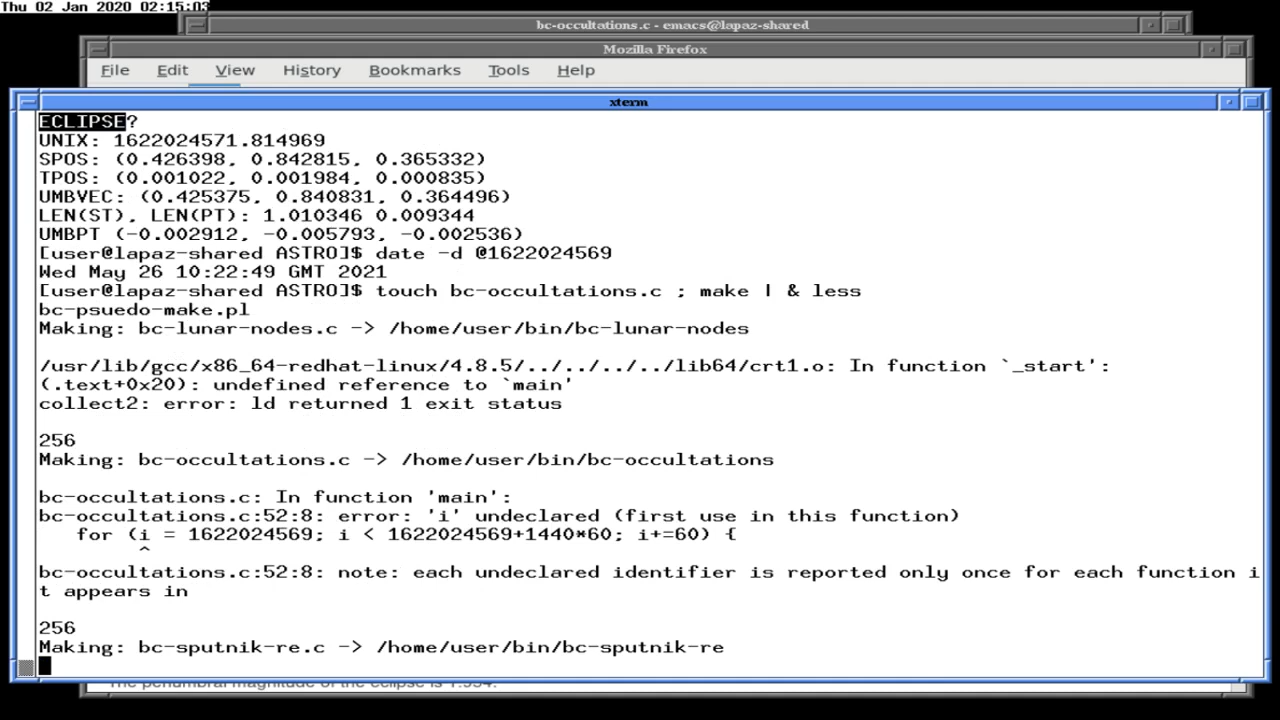 Thu 02 Jan 2020 02:15:03
bc-occultations.c - emacs@lapaz-shared
Mozilla Firefox
File Edit View History Bookmarks Tools Help
xterm
ECLIPSE?
UNIX: 1622024571.814969
SPOS: (0.426398, 0.842815, 0.365332)
TPOS: (0.001022, 0.001984, 0.000835)
UMBVEC: (0.425375, 0.840831, 0.364496)
LEN(ST), LEN(PT): 1.010346 0.009344
UMBPT (-0.002912, -0.005793, -0.002536)
[user@lapaz-shared ASTRO]$ date -d @1622024569
Wed May 26 10:22:49 GMT 2021
[user@lapaz-shared ASTRO]$ touch bc-occultations.c ; make | & less
bc-psuedo-make.pl
Making: bc-lunar-nodes.c -> /home/user/bin/bc-lunar-nodes
/usr/lib/gcc/x86_64-redhat-linux/4.8.5/../../../../lib64/crt1.o: In function `_start':
(.text+0x20): undefined reference to `main'
collect2: error: ld returned 1 exit status
256
Making: bc-occultations.c -> /home/user/bin/bc-occultations
bc-occultations.c: In function 'main':
bc-occultations.c:52:8: error: 'i' undeclared (first use in this function)
for (i = 1622024569; i < 1622024569+1440*60; i+=60) {
^
bc-occultations.c:52:8: note: each undeclared identifier is reported only once for each function i
t appears in
256
Making: bc-sputnik-re.c -> /home/user/bin/bc-sputnik-re
The penumbral magnitude of the eclipse is 1.954.